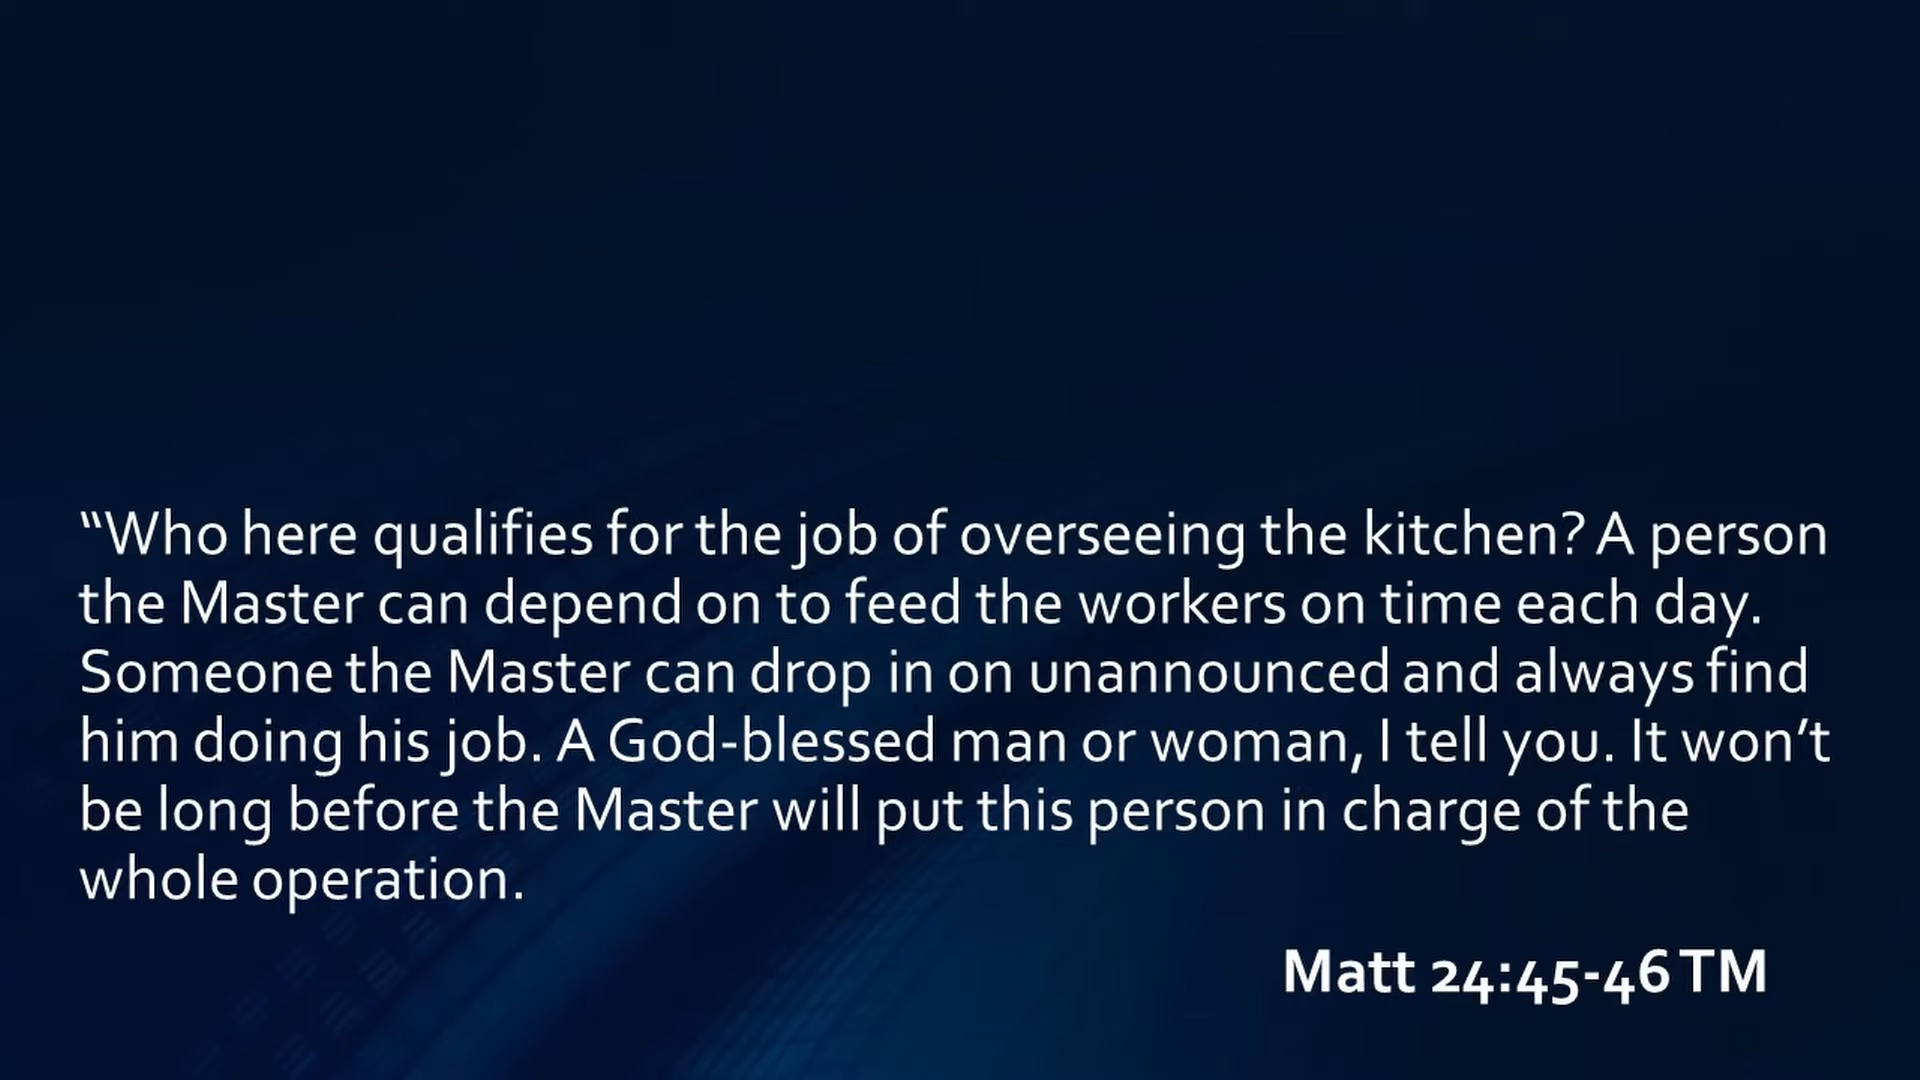 “Who here qualifies for the job of overseeing the kitchen? A person
the Master can depend on to feed the workers on time each day.
Someone the Master can drop in on unannounced and always find
him doing his job. A God-blessed man or woman, I tell you. It won’t
be long before the Master will put this person in charge of the
whole operation.
Matt 24:45-46 TM